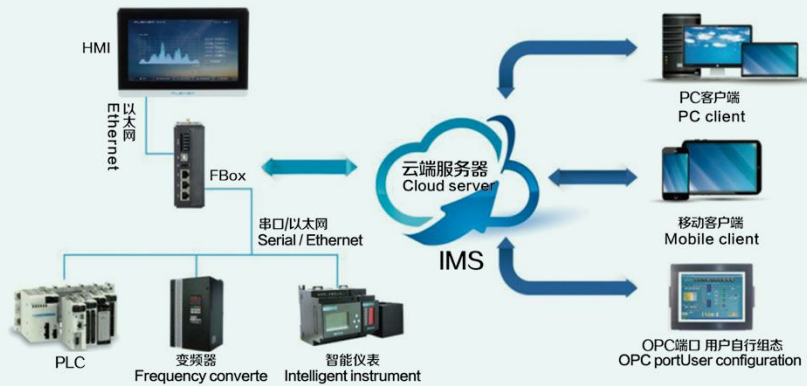 HMI
以太网
Ethernet
FBox
串口/以太网
Serial / Ethernet
PLC
变频器
Frequency converte
智能仪表
Intelligent instrument
云端服务器
Cloud server
IMS
PC客户端
PC client
移动客户端
Mobile client
OPC端口 用户自行组态
OPC portUser configuration